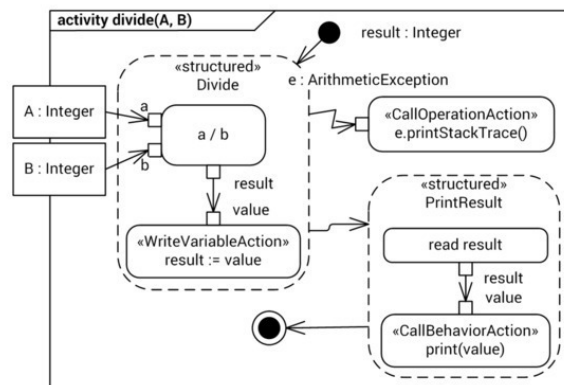 activity divide(A, B)
result : Integer
«structured»
Divide
e : ArithmeticException
A : Integer
a
a / b
«CallOperationAction»
e.printStackTrace()
B : Integer
b
result
value
«structured»
PrintResult
«WriteVariableAction»
result := value
read result
result
value
«CallBehaviorAction»
print(value)